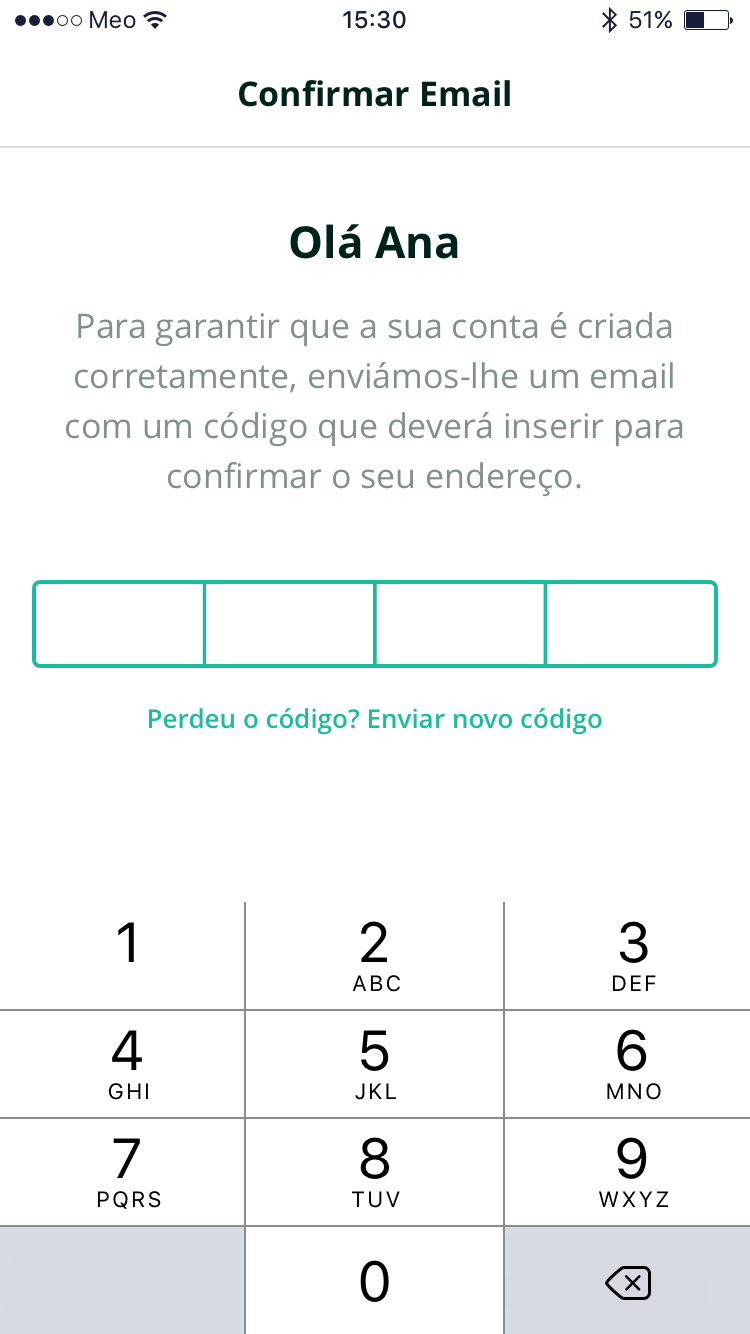 Meo 15:30 51%
Confirmar Email
Olá Ana
Para garantir que a sua conta é criada
corretamente, enviámos-lhe um email
com um código que deverá inserir para
confirmar o seu endereço.
Perdeu o código? Enviar novo código
1 2 3
ABC DEF
4 5 6
GHI JKL MNO
7 8 9
PQRS TUV WXYZ
0